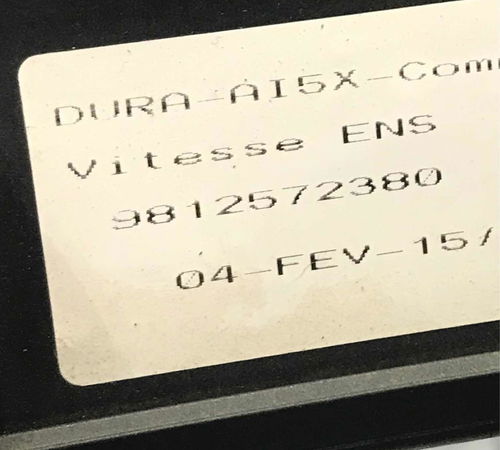 DURA-AI5X-Com
Vitesse ENS
9812572380
04-FEV-15/